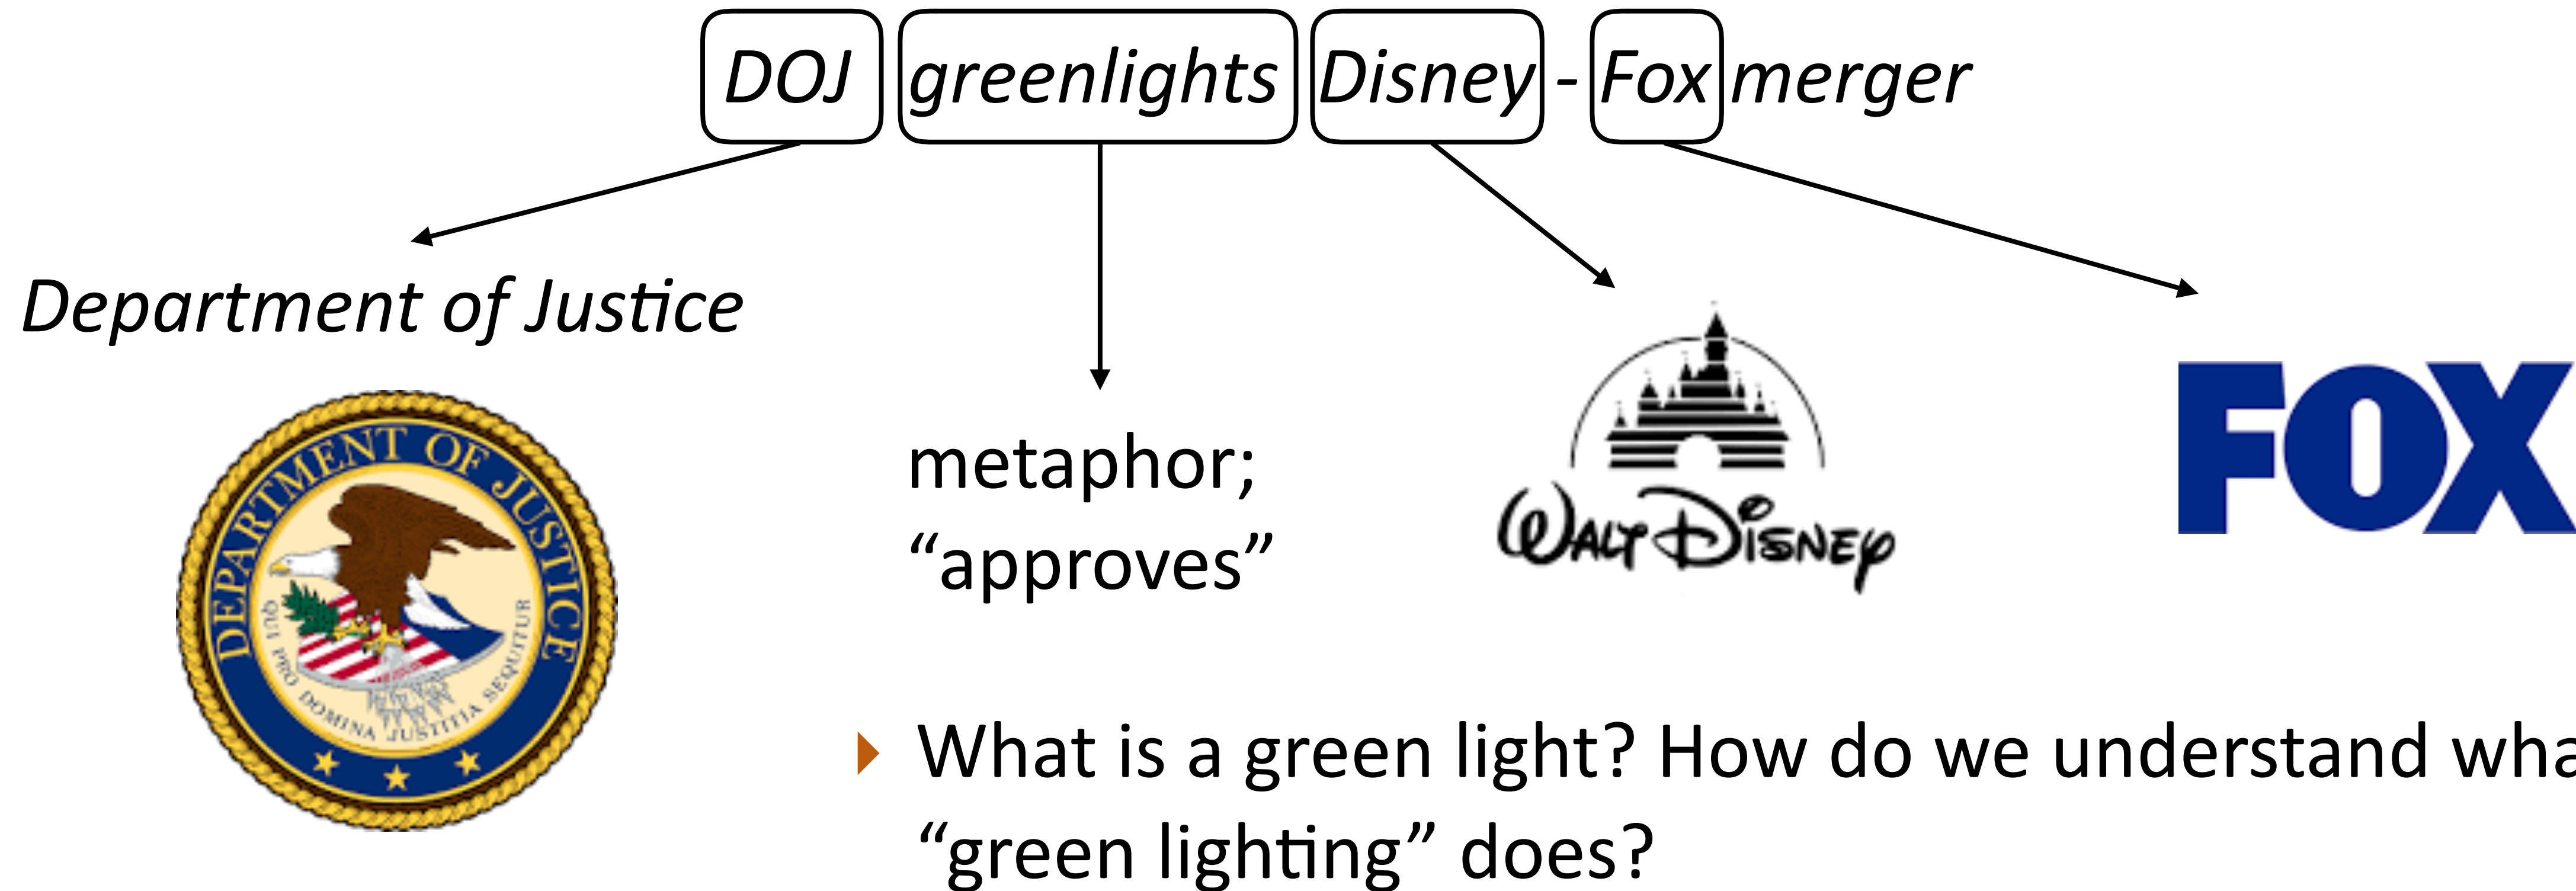 DOJ greenlights Disney - Fox merger
Department of Justice
DEPARTMENT OF JUSTICE
QUI PRO DOMINA JUSTITIA SEQUITUR
metaphor;
“approves”
WALT DISNEY
FOX
What is a green light? How do we understand wha
“green lighting” does?